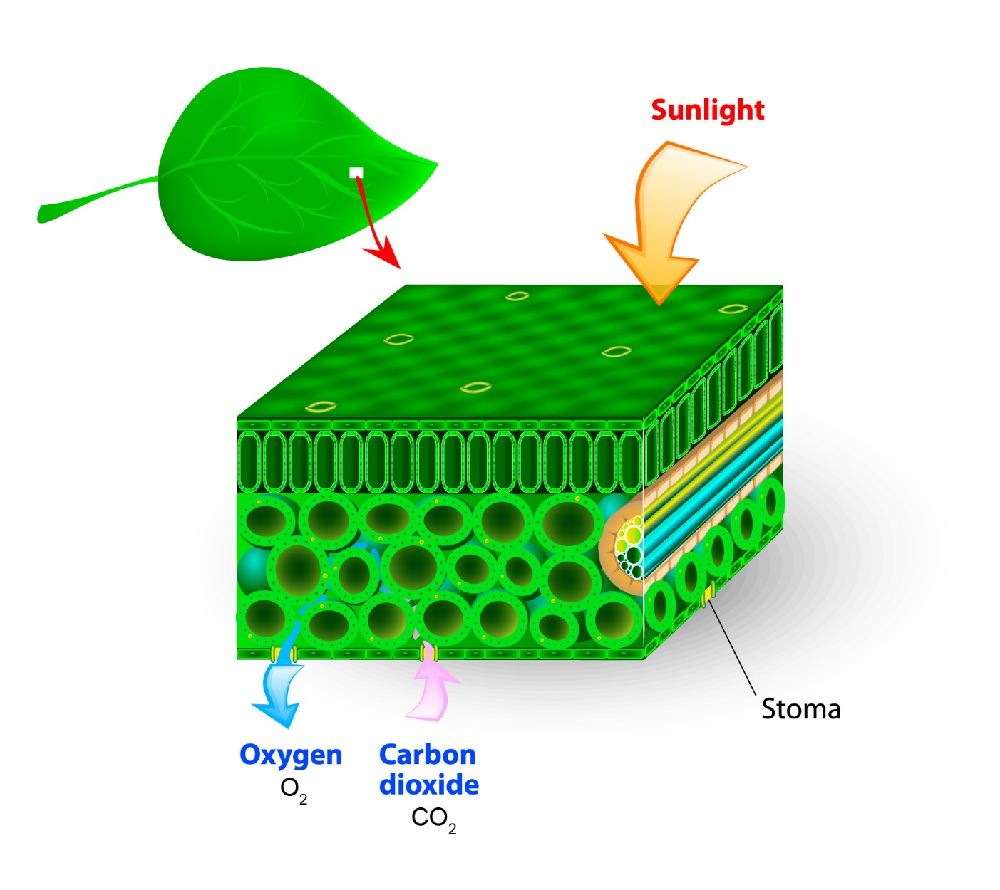 Sunlight
Stoma
Oxygen
O₂
Carbon
dioxide
CO₂